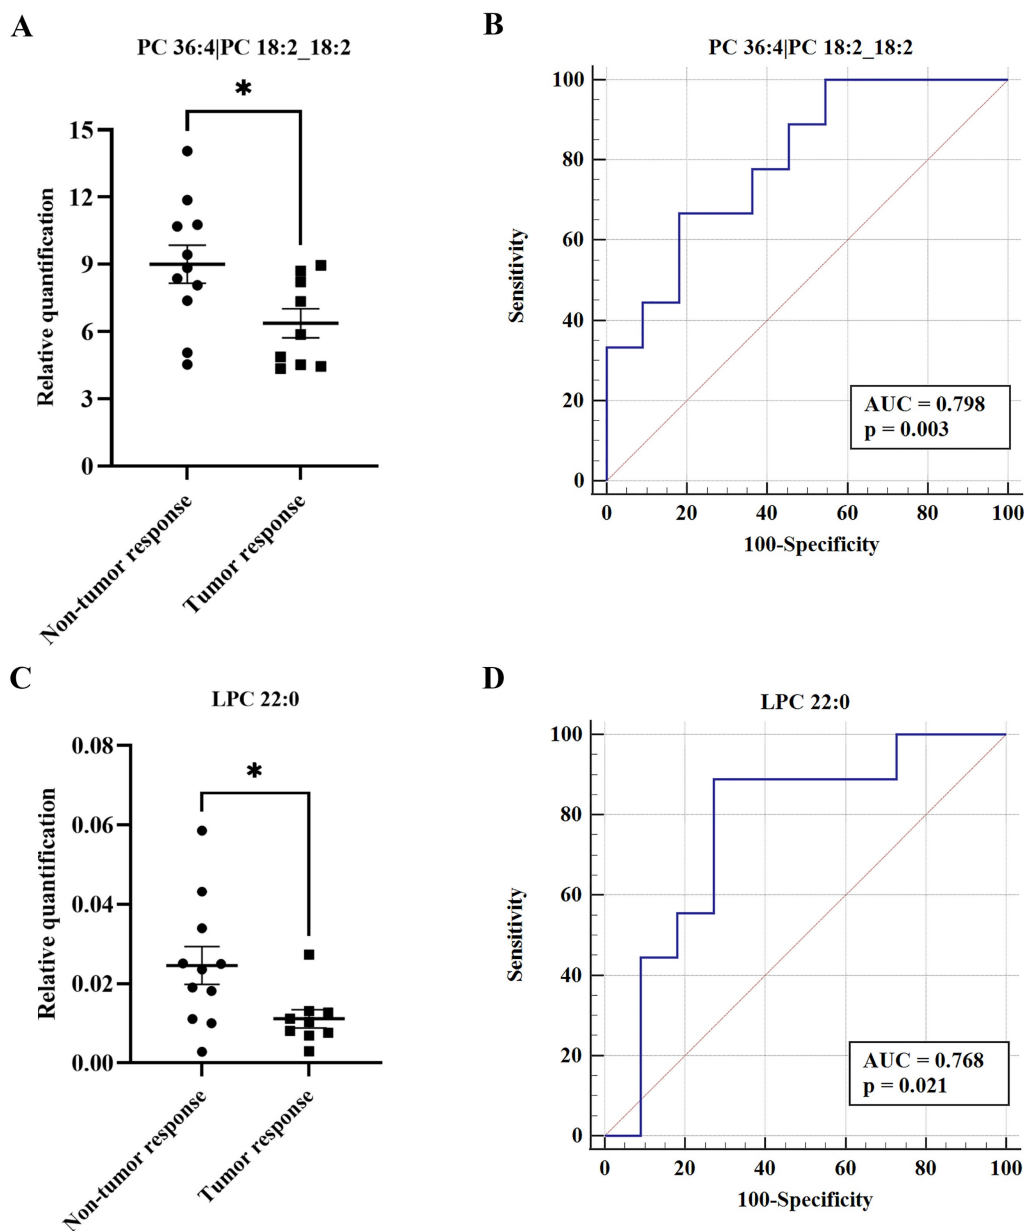 A
PC 36:4|PC 18:2_18:2
*
15
12
9
6
3
0
Relative quantification
Non-tumor response
Tumor response
B
PC 36:4|PC 18:2_18:2
100
80
60
40
20
0
Sensitivity
AUC = 0.798
p = 0.003
0 20 40 60 80 100
100-Specificity
C
LPC 22:0
*
0.08
0.06
0.04
0.02
0.00
Relative quantification
Non-tumor response
Tumor response
D
LPC 22:0
100
80
60
40
20
0
Sensitivity
AUC = 0.768
p = 0.021
0 20 40 60 80 100
100-Specificity